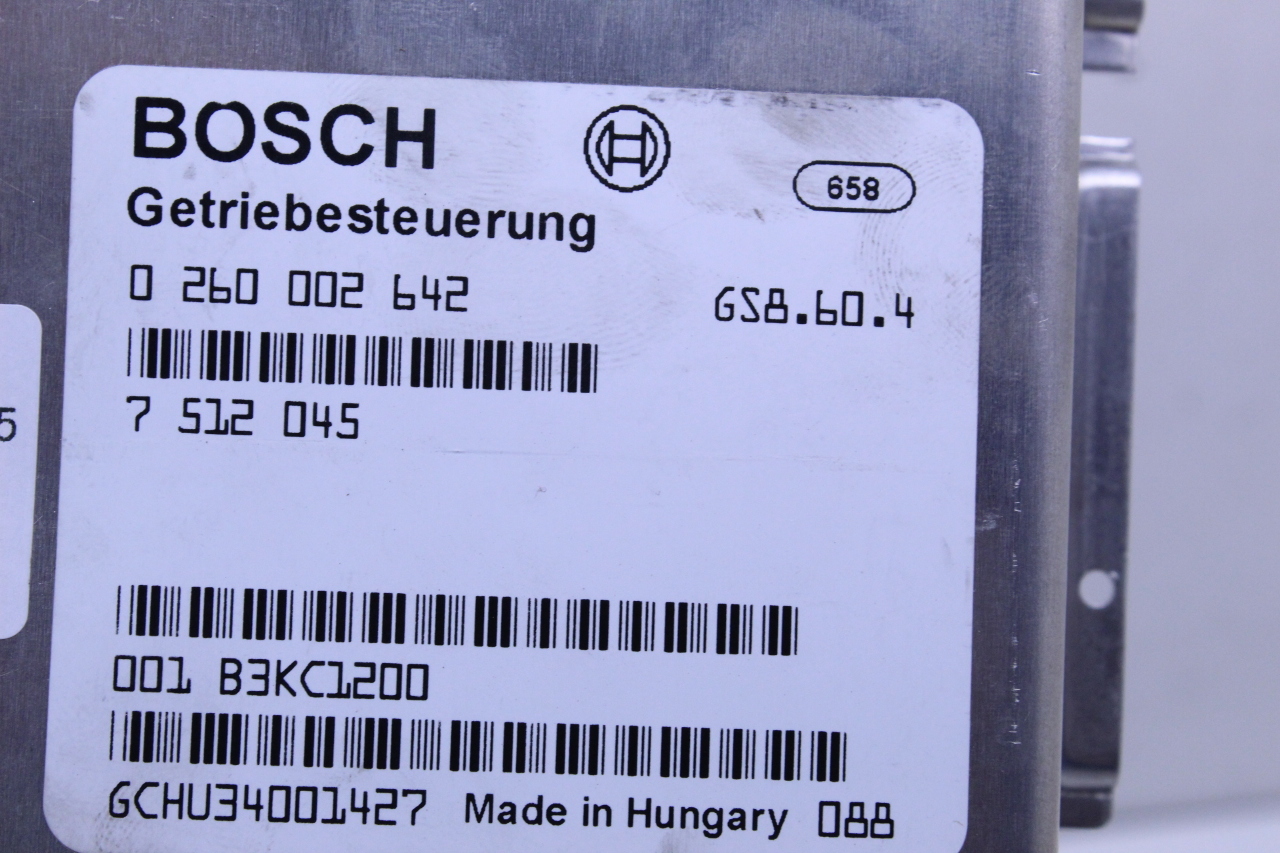 BOSCH
658
Getriebesteuerung
0 260 002 642
GS8.60.4
7 512 045
5
001 B3KC1200
GCHU34001427 Made in Hungary 088